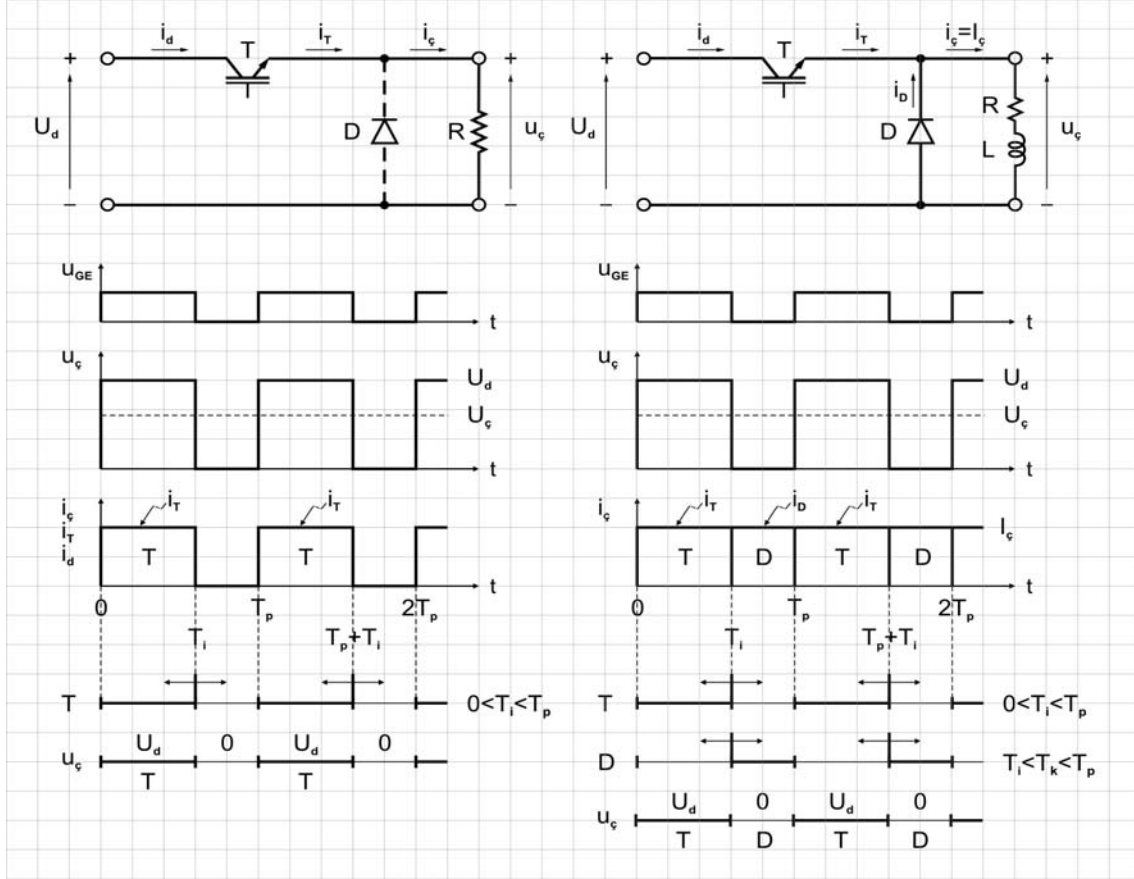 i_d T i_T i_ç
+ +
U_d D R u_ç
– –
u_GE
t
u_ç
U_d
U_ç
t
i_ç i_T i_T
i_T
i_d T T
t
0 T_p 2T_p
T_i T_p+T_i
T 0<T_i<T_p
U_d 0 U_d 0
u_ç
T T
i_d T i_T i_ç=I_ç
+ +
i_D R
U_d D L u_ç
– –
u_GE
t
u_ç
U_d
U_ç
t
i_ç i_T i_D i_T
I_ç
T D T D
t
0 T_p 2T_p
T_i T_p+T_i
T 0<T_i<T_p
D T_i<T_k<T_p
U_d 0 U_d 0
u_ç
T D T D